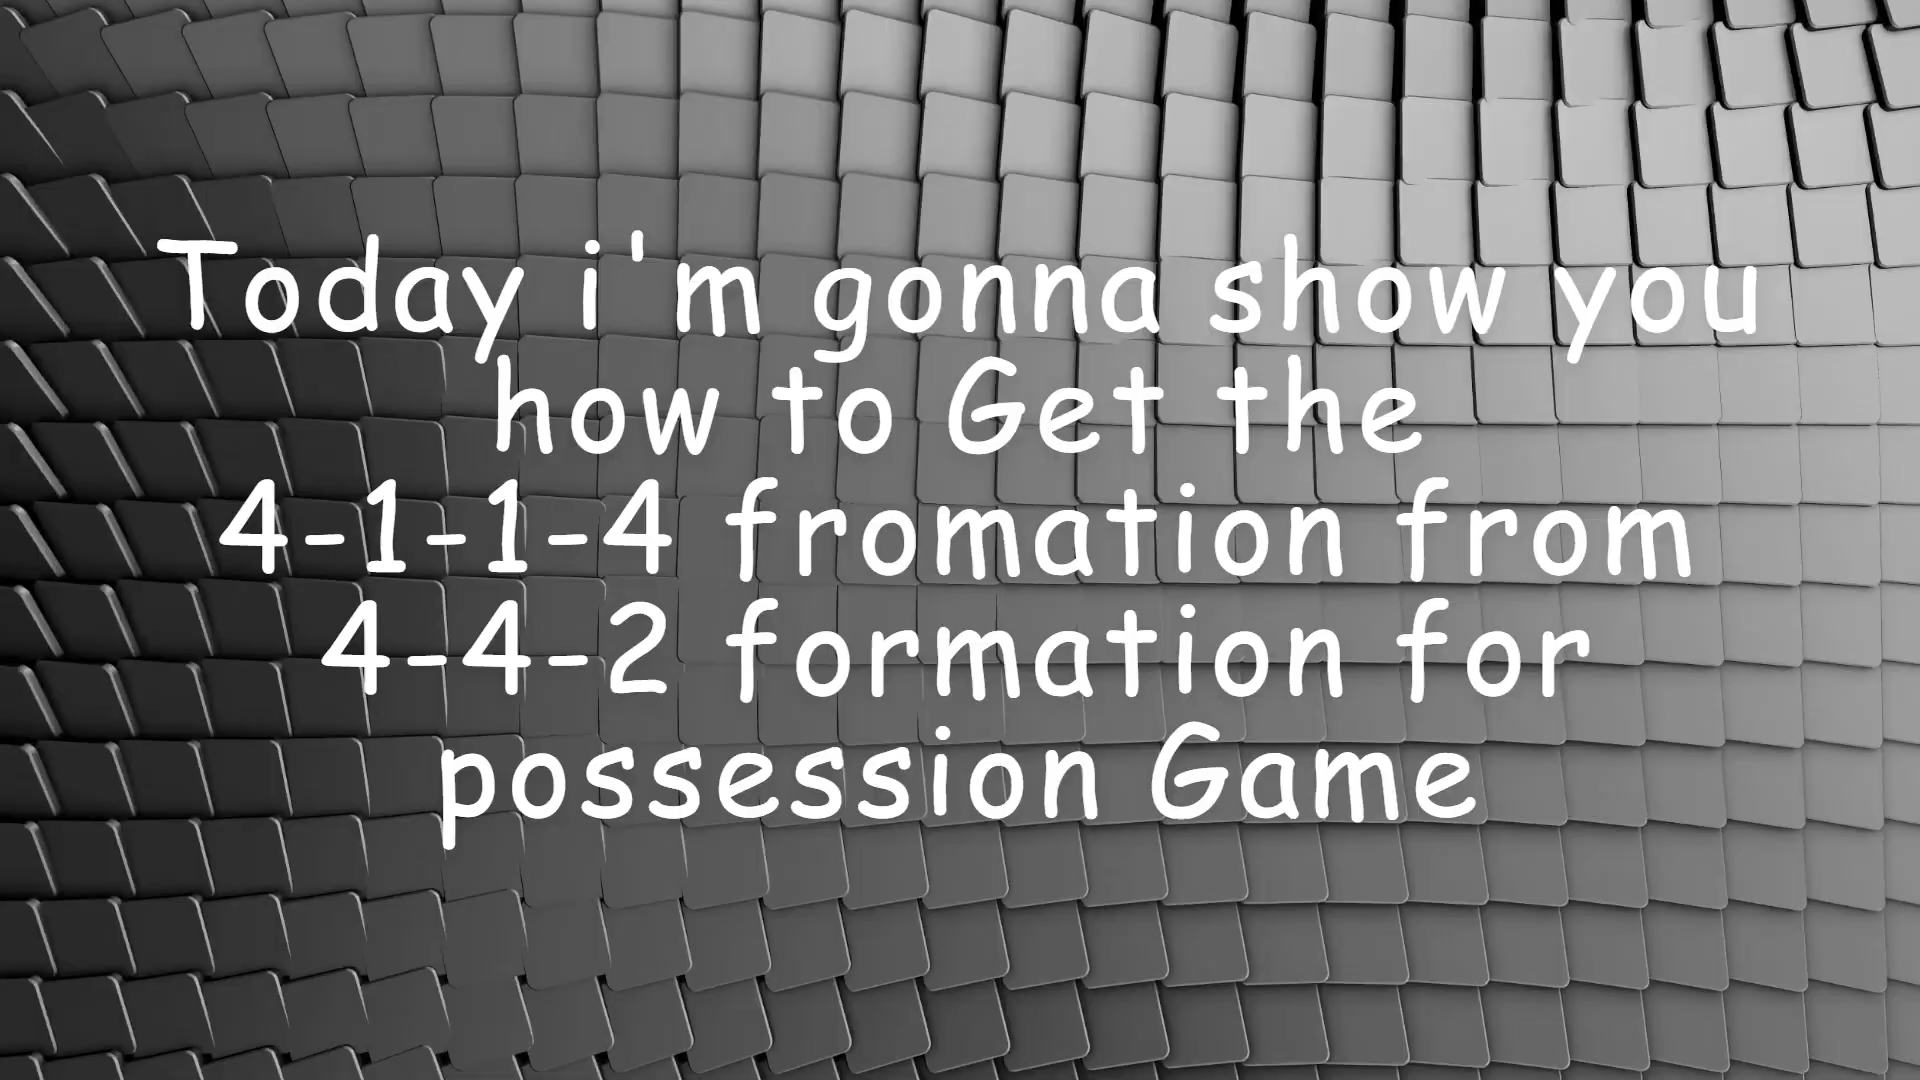 Today i'm gonna show you
how to Get the
4-1-1-4 fromation from
4-4-2 formation for
possession Game